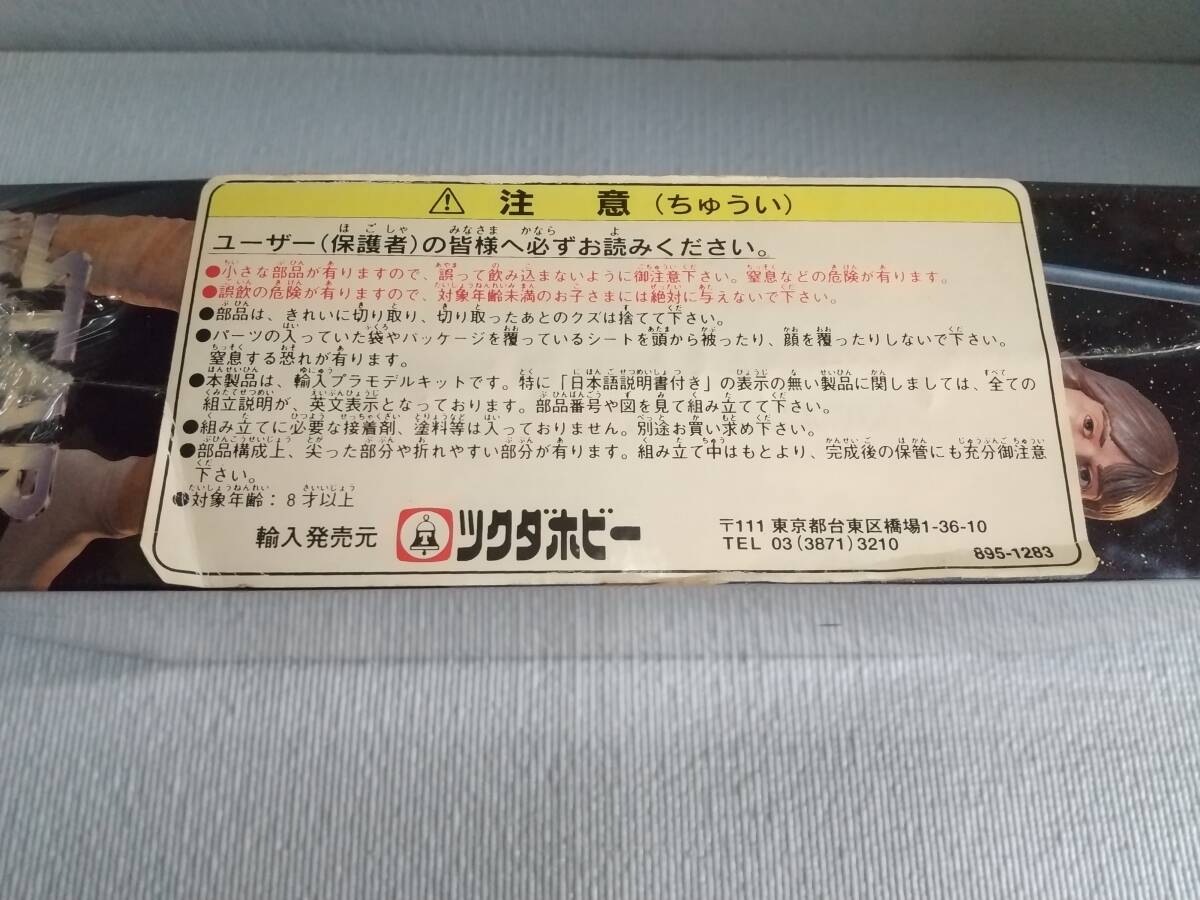 ⚠ 注 意 (ちゅうい)
ユーザー(保護者)の皆様へ必ずお読みください。
●小さな部品が有りますので、誤って飲み込まないように御注意下さい。窒息などの危険が有ります。
●誤飲の危険が有りますので、対象年齢未満のお子さまには絶対に与えないで下さい。
●部品は、きれいに切り取り、切り取ったあとのクズは捨てて下さい。
●パーツの入っていた袋やパッケージを覆っているシートを頭から被ったり、顔を覆ったりしないで下さい。
窒息する恐れが有ります。
●本製品は、輸入プラモデルキットです。特に「日本語説明書付き」の表示の無い製品に関しましては、全ての
組立説明が、英文表示となっております。部品番号や図を見て組み立てて下さい。
●組み立てに必要な接着剤、塗料等は入っておりません。別途お買い求め下さい。
●部品構成上、尖った部分や折れやすい部分が有ります。組み立て中はもとより、完成後の保管にも充分御注意
下さい。
●対象年齢：8才以上
輸入発売元 ツクダホビー
〒111 東京都台東区橋場1-36-10
TEL 03(3871)3210
895-1283